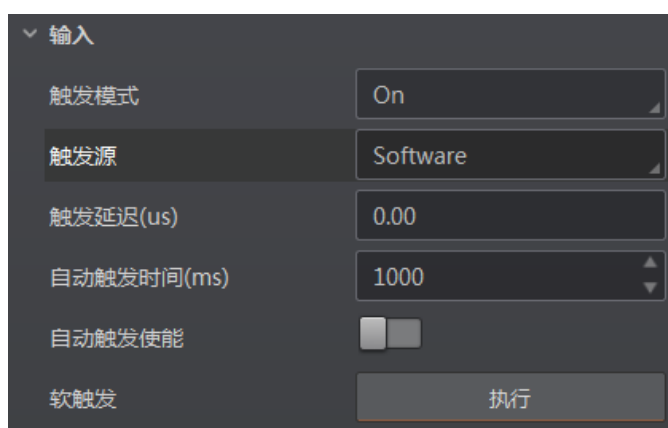 输入
触发模式 On
触发源 Software
触发延迟(us) 0.00
自动触发时间(ms) 1000
自动触发使能
软触发 执行